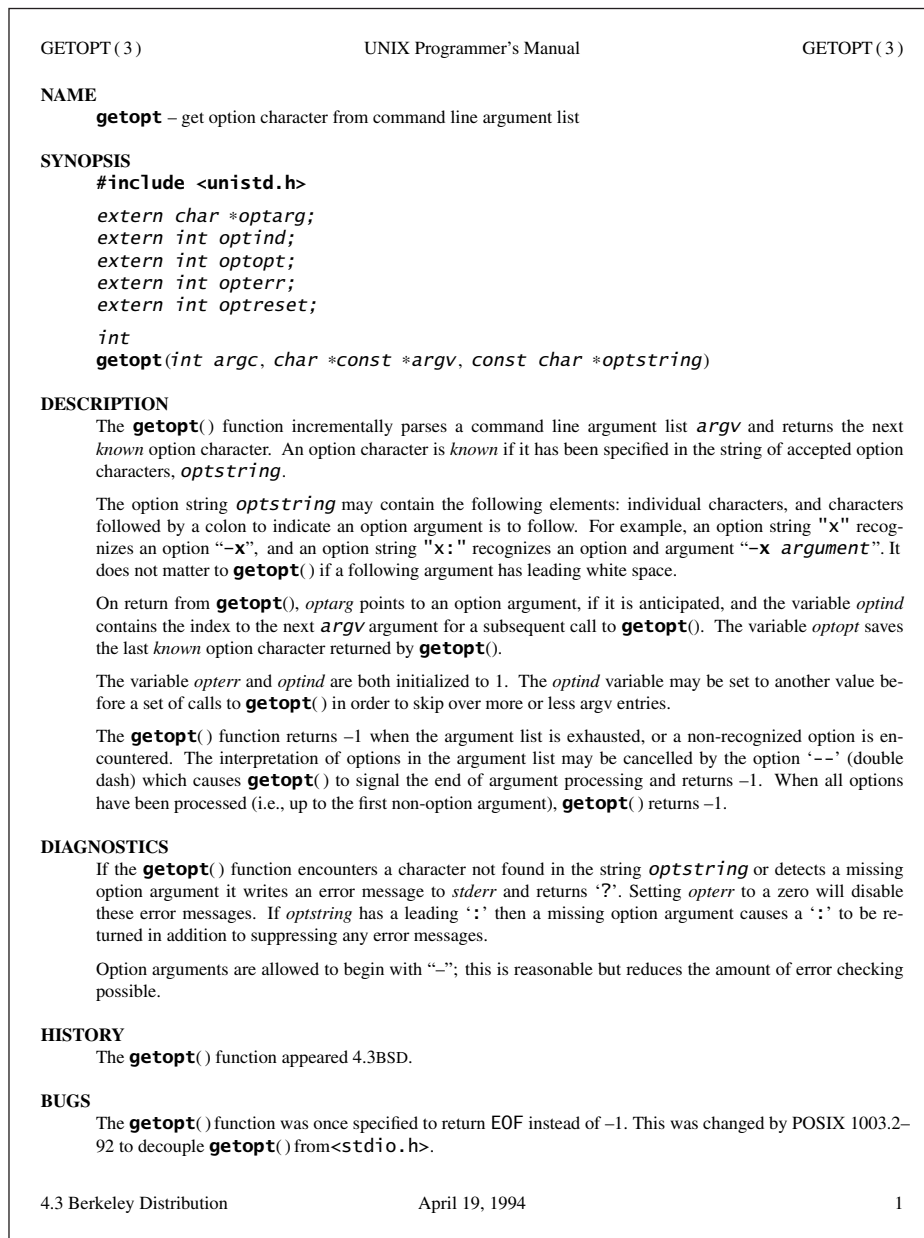 GETOPT ( 3 ) UNIX Programmer’s Manual GETOPT ( 3 )
NAME
getopt – get option character from command line argument list
SYNOPSIS
#include <unistd.h>
extern char *optarg;
extern int optind;
extern int optopt;
extern int opterr;
extern int optreset;
int
getopt(int argc, char *const *argv, const char *optstring)
DESCRIPTION
The getopt( ) function incrementally parses a command line argument list argv and returns the next
known option character. An option character is known if it has been specified in the string of accepted option
characters, optstring.
The option string optstring may contain the following elements: individual characters, and characters
followed by a colon to indicate an option argument is to follow. For example, an option string "x" recog-
nizes an option “–x”, and an option string "x:" recognizes an option and argument “–x argument”. It
does not matter to getopt( ) if a following argument has leading white space.
On return from getopt(), optarg points to an option argument, if it is anticipated, and the variable optind
contains the index to the next argv argument for a subsequent call to getopt(). The variable optopt saves
the last known option character returned by getopt().
The variable opterr and optind are both initialized to 1. The optind variable may be set to another value be-
fore a set of calls to getopt( ) in order to skip over more or less argv entries.
The getopt( ) function returns –1 when the argument list is exhausted, or a non-recognized option is en-
countered. The interpretation of options in the argument list may be cancelled by the option ‘--’ (double
dash) which causes getopt( ) to signal the end of argument processing and returns –1. When all options
have been processed (i.e., up to the first non-option argument), getopt( ) returns –1.
DIAGNOSTICS
If the getopt( ) function encounters a character not found in the string optstring or detects a missing
option argument it writes an error message to stderr and returns ‘?’. Setting opterr to a zero will disable
these error messages. If optstring has a leading ‘:’ then a missing option argument causes a ‘:’ to be re-
turned in addition to suppressing any error messages.
Option arguments are allowed to begin with “–”; this is reasonable but reduces the amount of error checking
possible.
HISTORY
The getopt( ) function appeared 4.3BSD.
BUGS
The getopt( ) function was once specified to return EOF instead of –1. This was changed by POSIX 1003.2–
92 to decouple getopt( ) from<stdio.h>.
4.3 Berkeley Distribution April 19, 1994 1